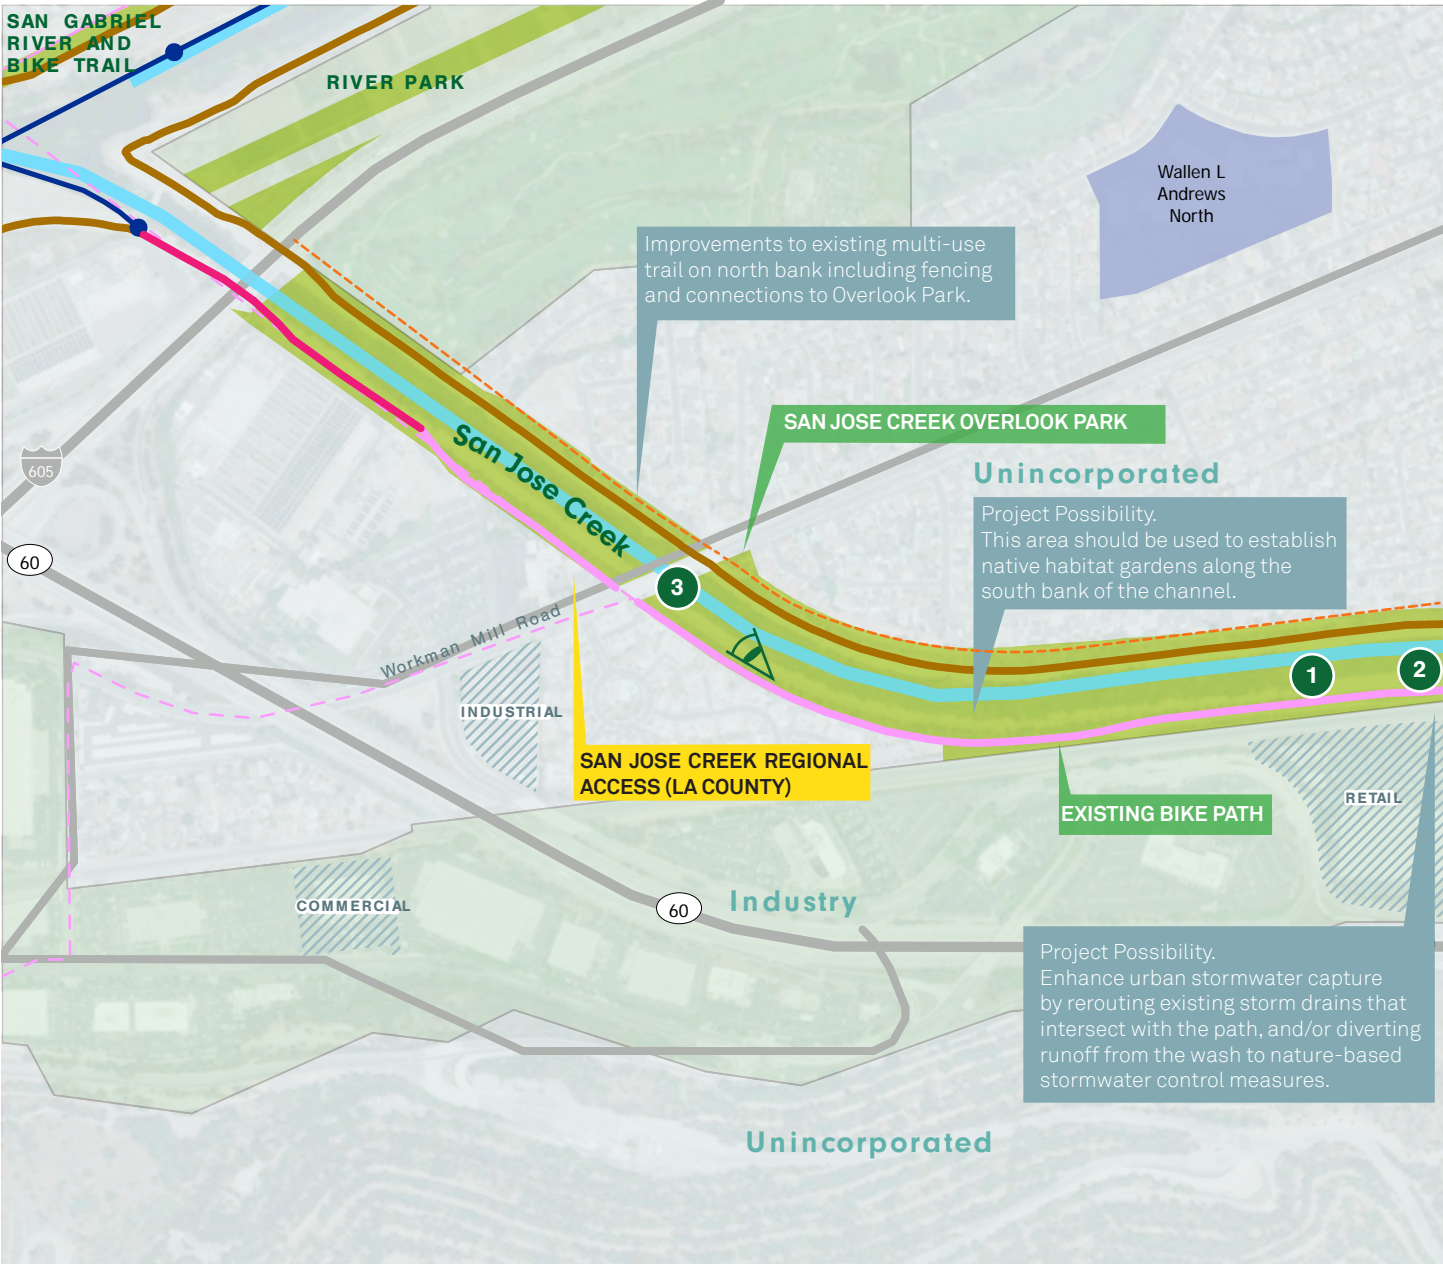 SAN GABRIEL
RIVER AND
BIKE TRAIL
RIVER PARK
Wallen L
Andrews
North
Improvements to existing multi-use
trail on north bank including fencing
and connections to Overlook Park.
SAN JOSE CREEK OVERLOOK PARK
San Jose Creek
605
Unincorporated
Project Possibility.
This area should be used to establish
native habitat gardens along the
south bank of the channel.
60
3
Workman Mill Road
1
2
INDUSTRIAL
SAN JOSE CREEK REGIONAL
ACCESS (LA COUNTY)
EXISTING BIKE PATH
RETAIL
COMMERCIAL
60
Industry
Project Possibility.
Enhance urban stormwater capture
by rerouting existing storm drains that
intersect with the path, and/or diverting
runoff from the wash to nature-based
stormwater control measures.
Unincorporated